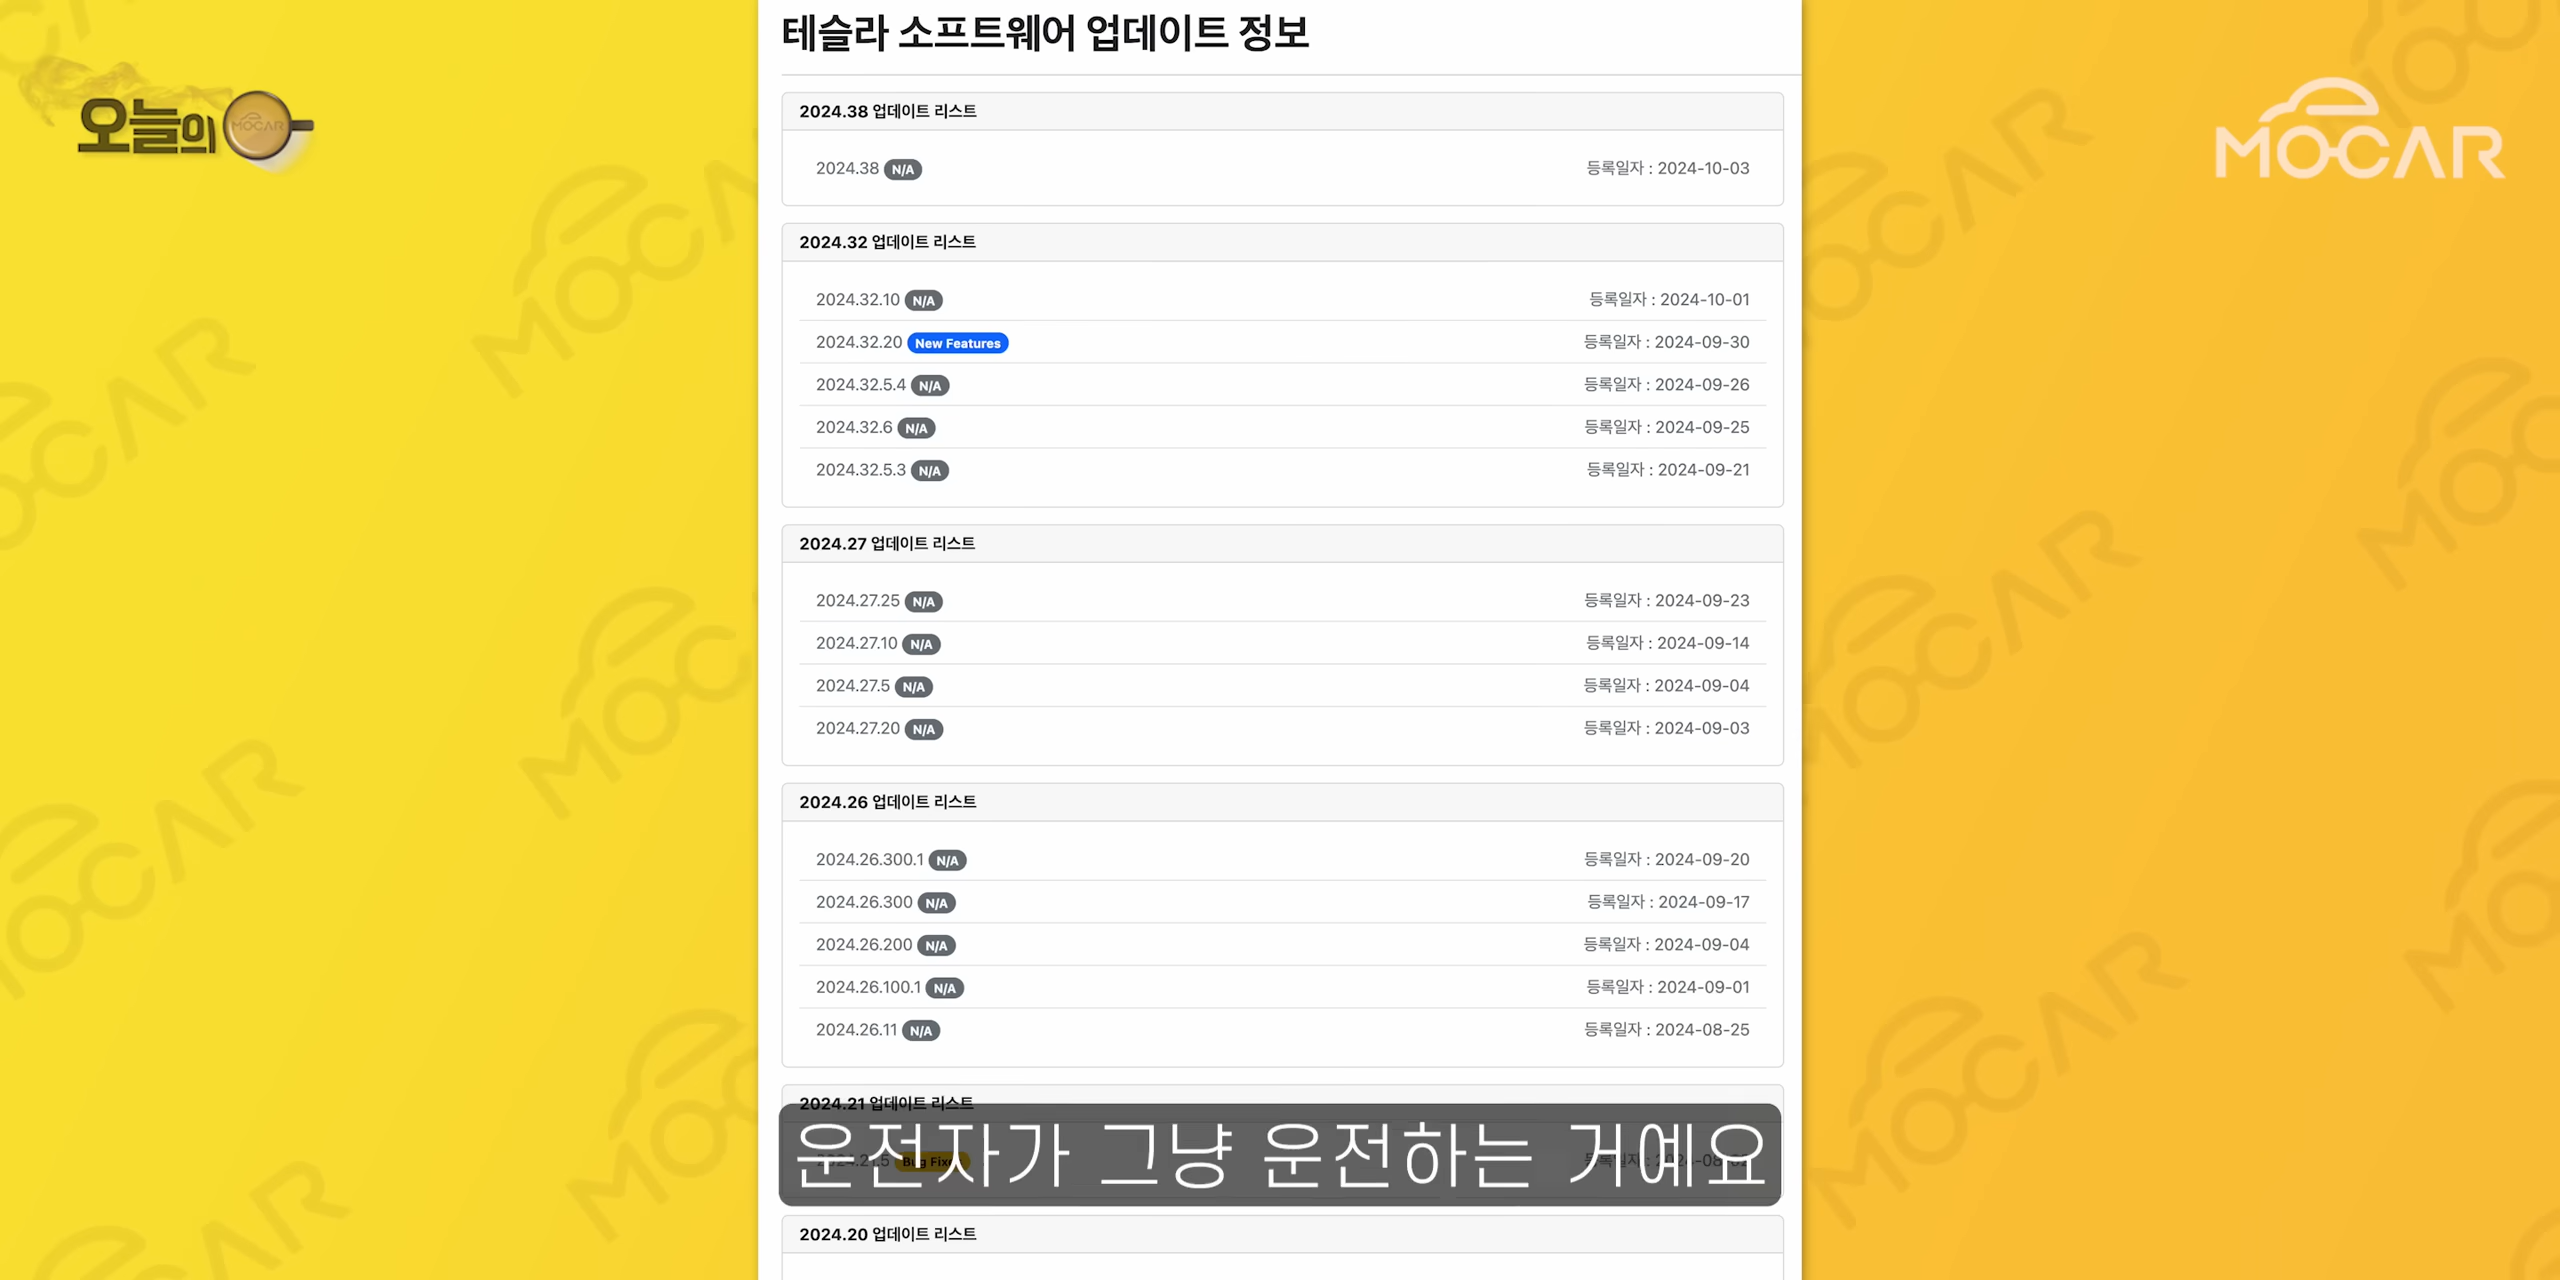 테슬라 소프트웨어 업데이트 정보
오늘의 MOCAR
MOCAR
2024.38 업데이트 리스트
2024.38 N/A 등록일자 : 2024-10-03
2024.32 업데이트 리스트
2024.32.10 N/A 등록일자 : 2024-10-01
2024.32.20 New Features 등록일자 : 2024-09-30
2024.32.5.4 N/A 등록일자 : 2024-09-26
2024.32.6 N/A 등록일자 : 2024-09-25
2024.32.5.3 N/A 등록일자 : 2024-09-21
2024.27 업데이트 리스트
2024.27.25 N/A 등록일자 : 2024-09-23
2024.27.10 N/A 등록일자 : 2024-09-14
2024.27.5 N/A 등록일자 : 2024-09-04
2024.27.20 N/A 등록일자 : 2024-09-03
2024.26 업데이트 리스트
2024.26.300.1 N/A 등록일자 : 2024-09-20
2024.26.300 N/A 등록일자 : 2024-09-17
2024.26.200 N/A 등록일자 : 2024-09-04
2024.26.100.1 N/A 등록일자 : 2024-09-01
2024.26.11 N/A 등록일자 : 2024-08-25
2024.21 업데이트 리스트
운전자가 그냥 운전하는 거예요
2024.20 업데이트 리스트